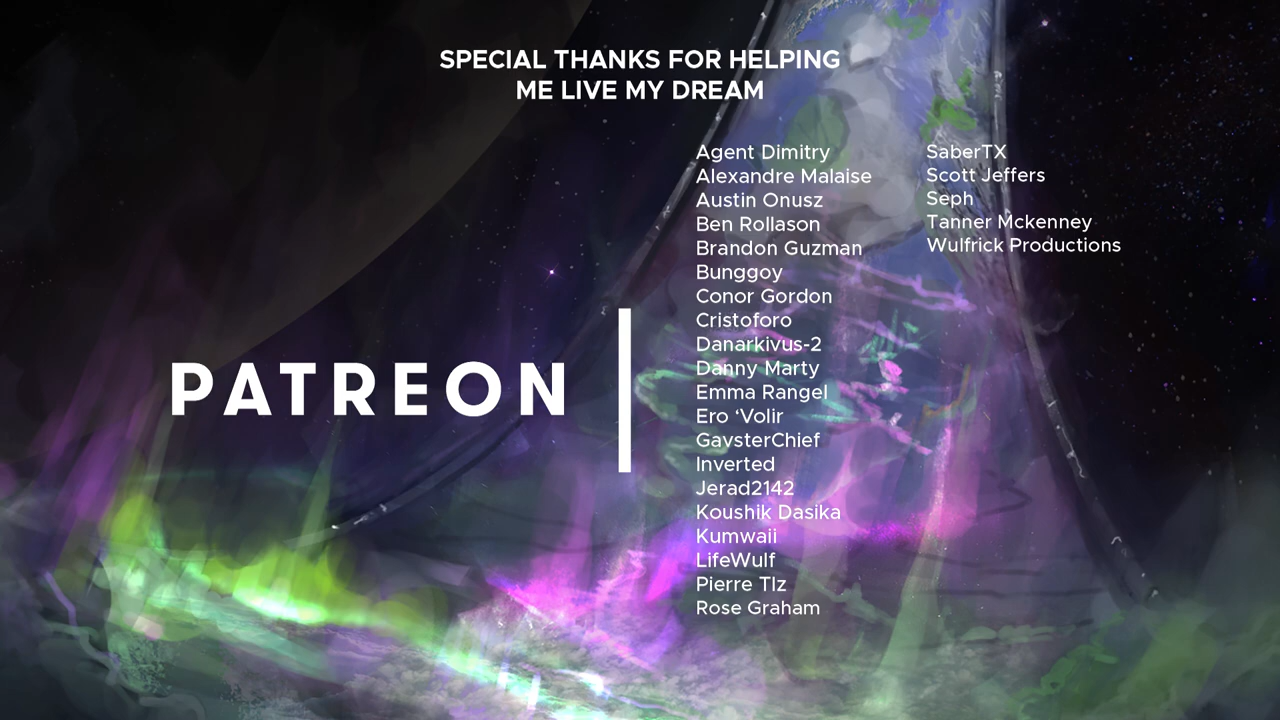 SPECIAL THANKS FOR HELPING
ME LIVE MY DREAM
PATREON
Agent Dimitry
Alexandre Malaise
Austin Onusz
Ben Rollason
Brandon Guzman
Bunggoy
Conor Gordon
Cristoforo
Danarkivus-2
Danny Marty
Emma Rangel
Ero ‘Volir
GavsterChief
Inverted
Jerad2142
Koushik Dasika
Kumwaii
LifeWulf
Pierre Tlz
Rose Graham
SaberTX
Scott Jeffers
Seph
Tanner Mckenney
Wulfrick Productions